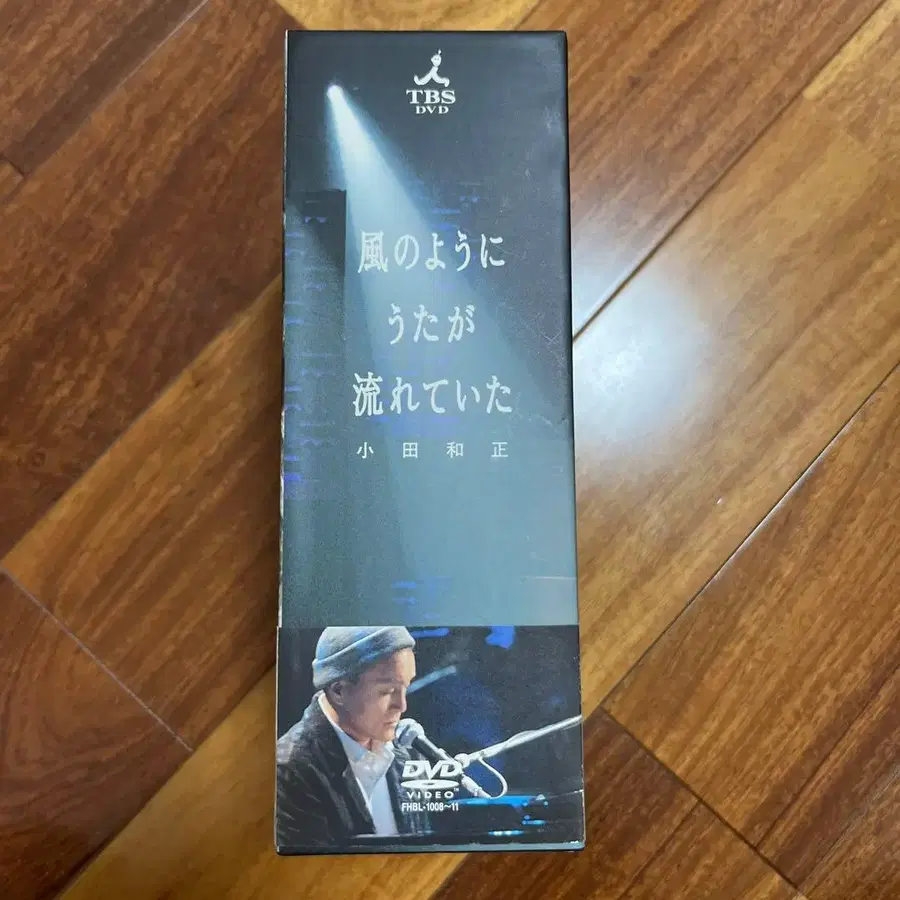 TBS
DVD
風のように
うたが
流れていた
小田和正
DVD
VIDEO™
FHBL-1008～11